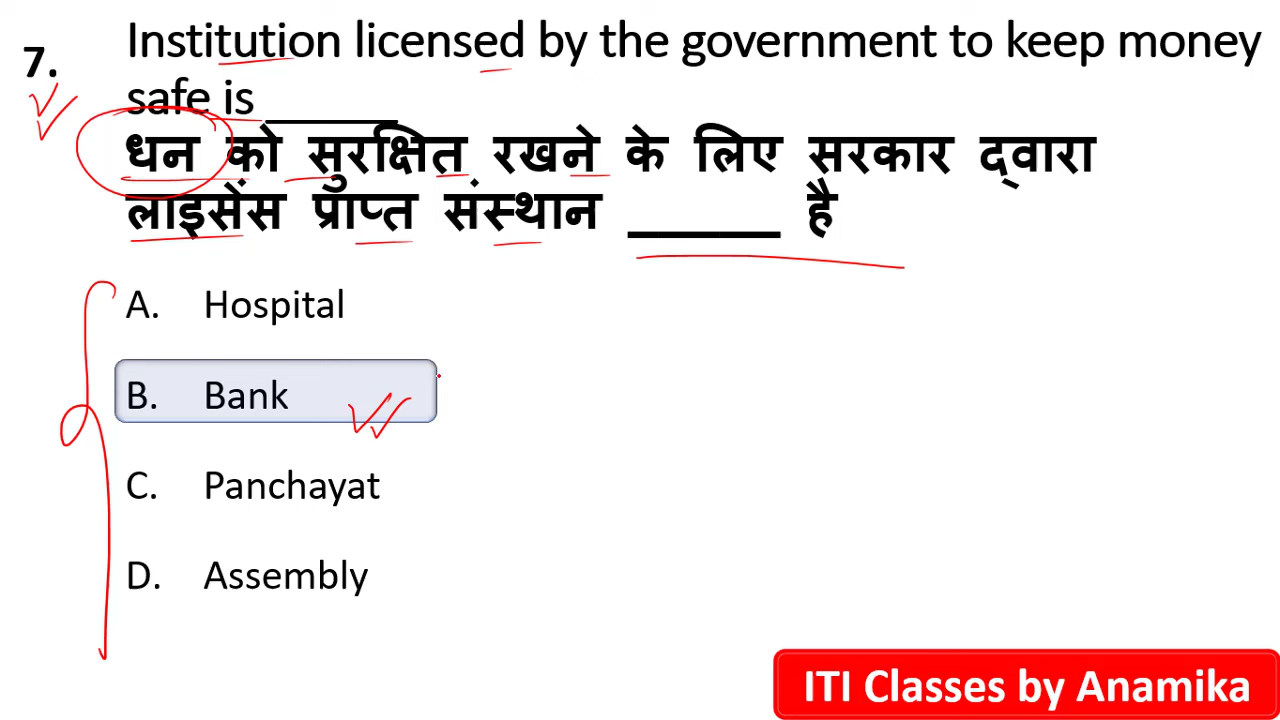 7.
Institution licensed by the government to keep money
safe is ______
धन को सुरक्षित रखने के लिए सरकार द्वारा
लाइसेंस प्राप्त संस्थान ______ है
A. Hospital
B. Bank
C. Panchayat
D. Assembly
ITI Classes by Anamika